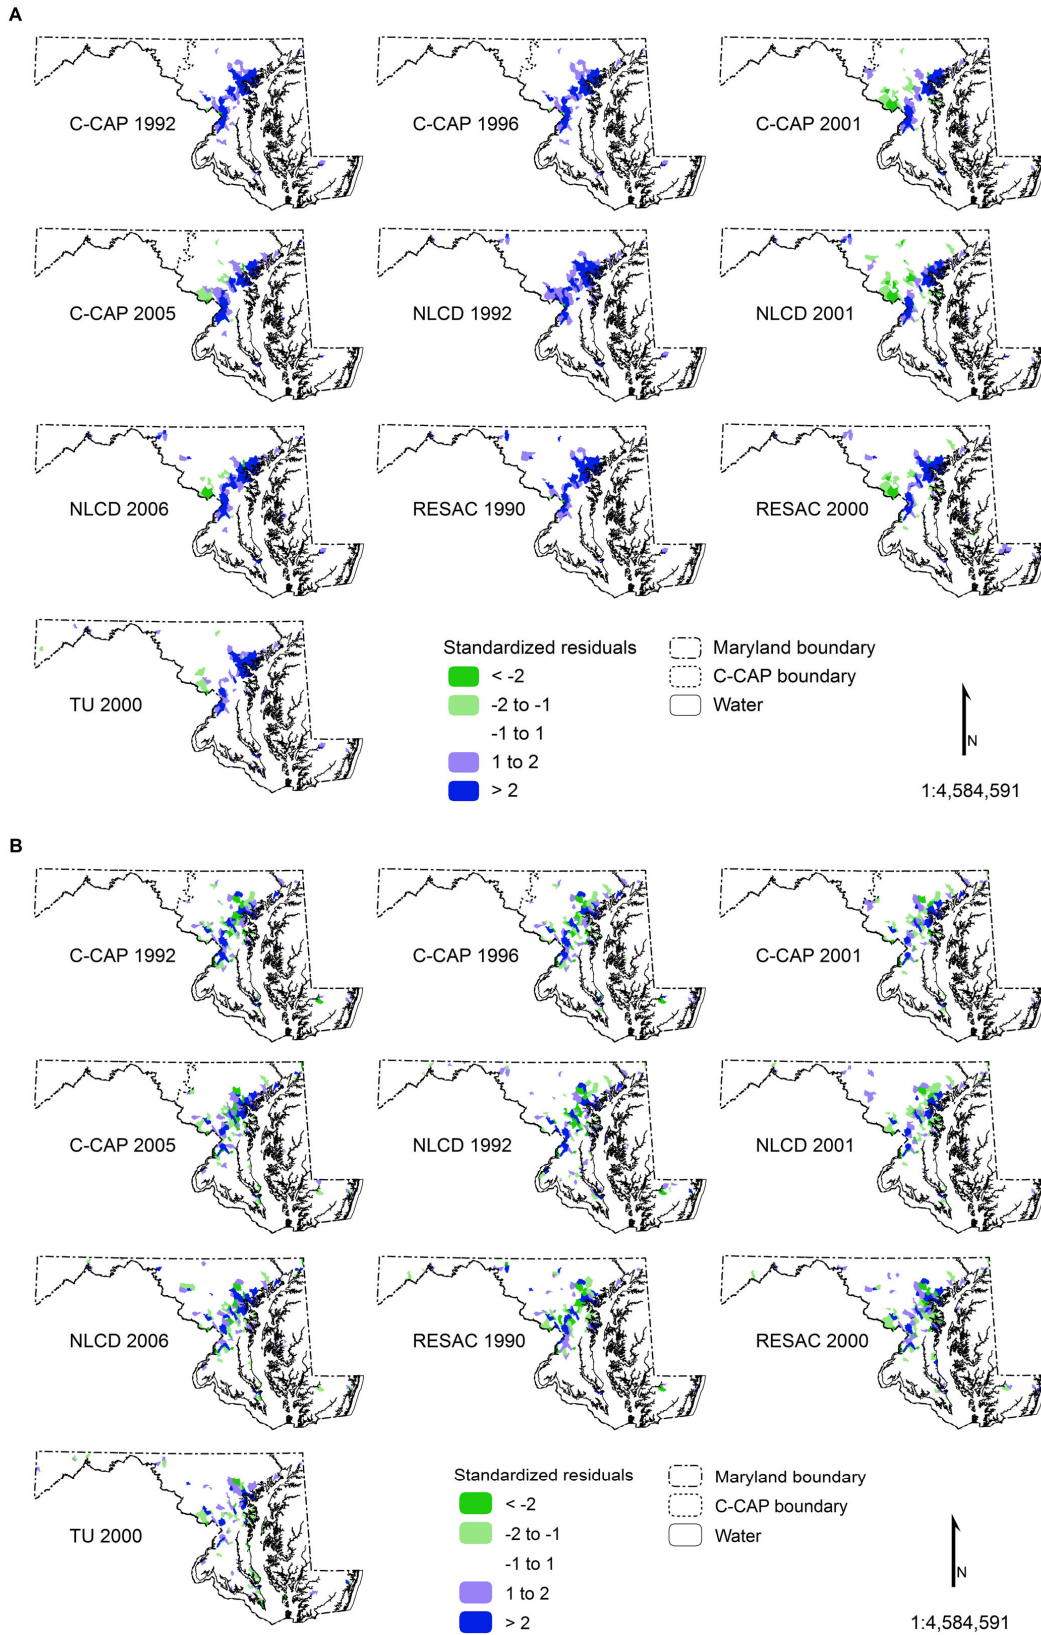 A
C-CAP 1992
C-CAP 1996
C-CAP 2001
C-CAP 2005
NLCD 1992
NLCD 2001
NLCD 2006
RESAC 1990
RESAC 2000
TU 2000
Standardized residuals
< -2
-2 to -1
-1 to 1
1 to 2
> 2
Maryland boundary
C-CAP boundary
Water
N
1:4,584,591
B
C-CAP 1992
C-CAP 1996
C-CAP 2001
C-CAP 2005
NLCD 1992
NLCD 2001
NLCD 2006
RESAC 1990
RESAC 2000
TU 2000
Standardized residuals
< -2
-2 to -1
-1 to 1
1 to 2
> 2
Maryland boundary
C-CAP boundary
Water
N
1:4,584,591